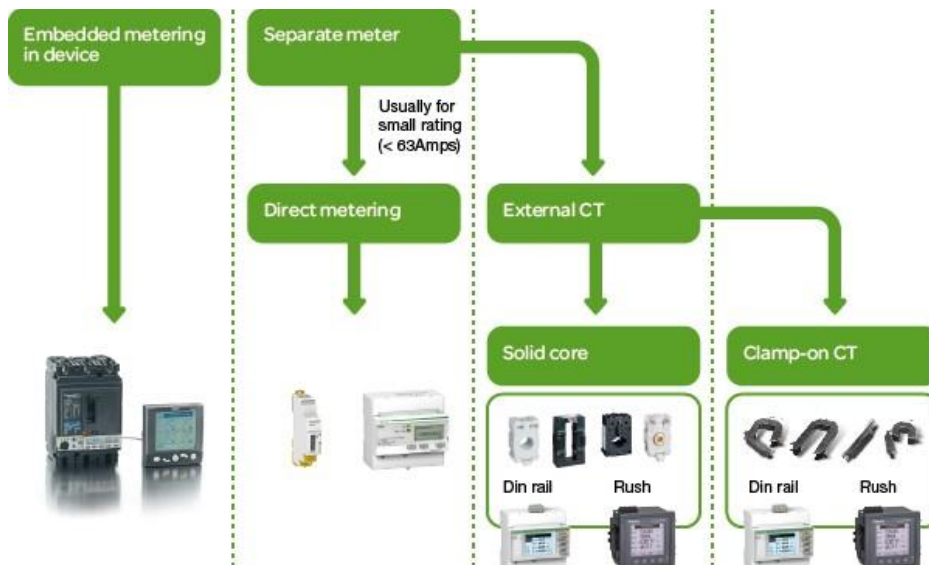 Embedded metering
in device
Separate meter
Usually for
small rating
(< 63Amps)
Direct metering
External CT
Solid core
Clamp-on CT
Din rail
Rush
Din rail
Rush